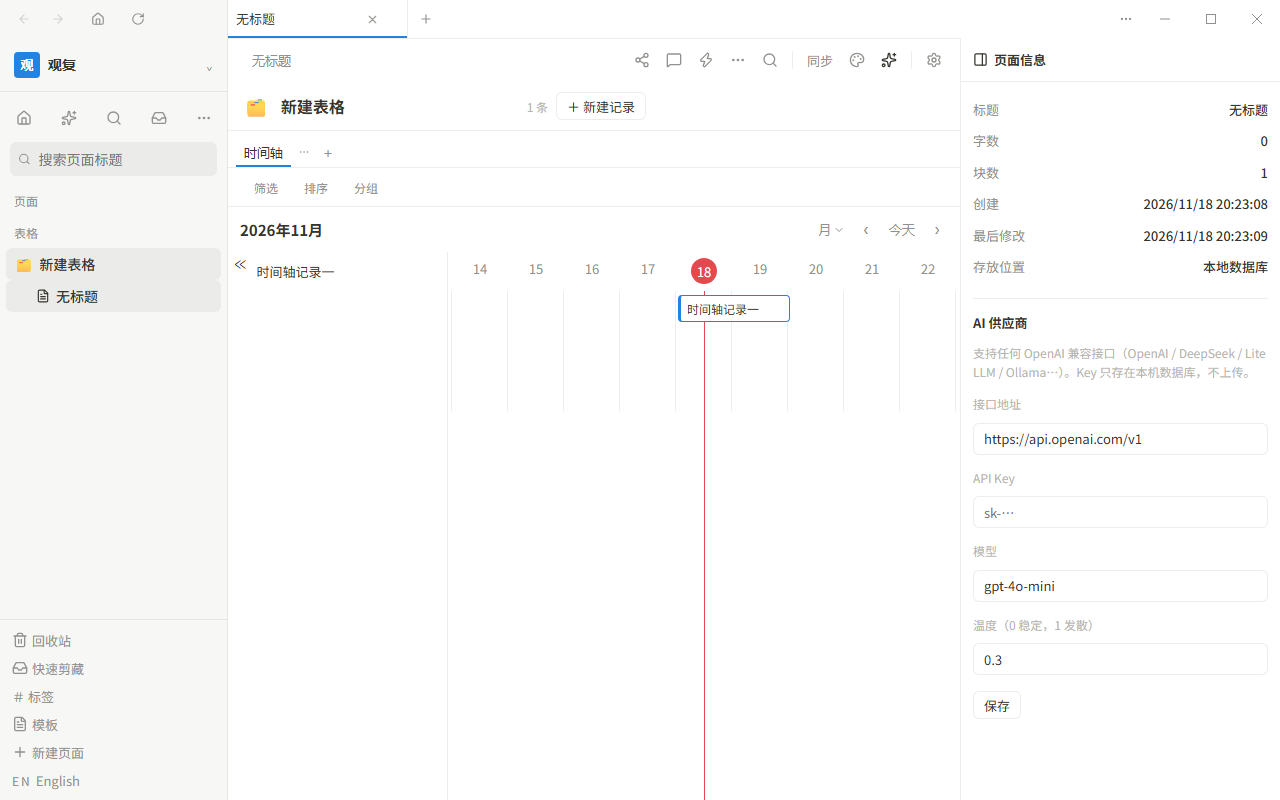 无标题
观 观复
搜索页面标题
页面
表格
新建表格
无标题
回收站
快速剪藏
# 标签
模板
新建页面
EN English
无标题
同步
新建表格
1 条
新建记录
时间轴 ··· +
筛选 排序 分组
2026年11月
月 ‹ 今天 ›
时间轴记录一
14 15 16 17 18 19 20 21 22
时间轴记录一
页面信息
标题 无标题
字数 0
块数 1
创建 2026/11/18 20:23:08
最后修改 2026/11/18 20:23:09
存放位置 本地数据库
AI 供应商
支持任何 OpenAI 兼容接口（OpenAI / DeepSeek / Lite
LLM / Ollama…）。Key 只存在本机数据库，不上传。
接口地址
https://api.openai.com/v1
API Key
sk-…
模型
gpt-4o-mini
温度（0 稳定，1 发散）
0.3
保存